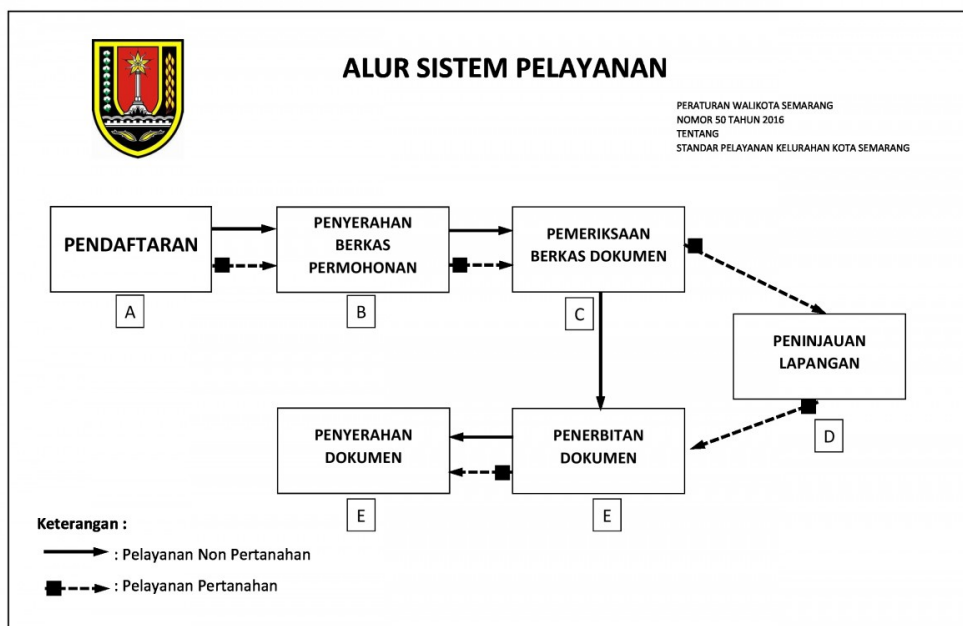 ALUR SISTEM PELAYANAN
PERATURAN WALIKOTA SEMARANG
NOMOR 50 TAHUN 2016
TENTANG
STANDAR PELAYANAN KELURAHAN KOTA SEMARANG
PENDAFTARAN
A
PENYERAHAN
BERKAS
PERMOHONAN
B
PEMERIKSAAN
BERKAS DOKUMEN
C
PENINJAUAN
LAPANGAN
D
PENERBITAN
DOKUMEN
E
PENYERAHAN
DOKUMEN
E
Keterangan :
: Pelayanan Non Pertanahan
: Pelayanan Pertanahan